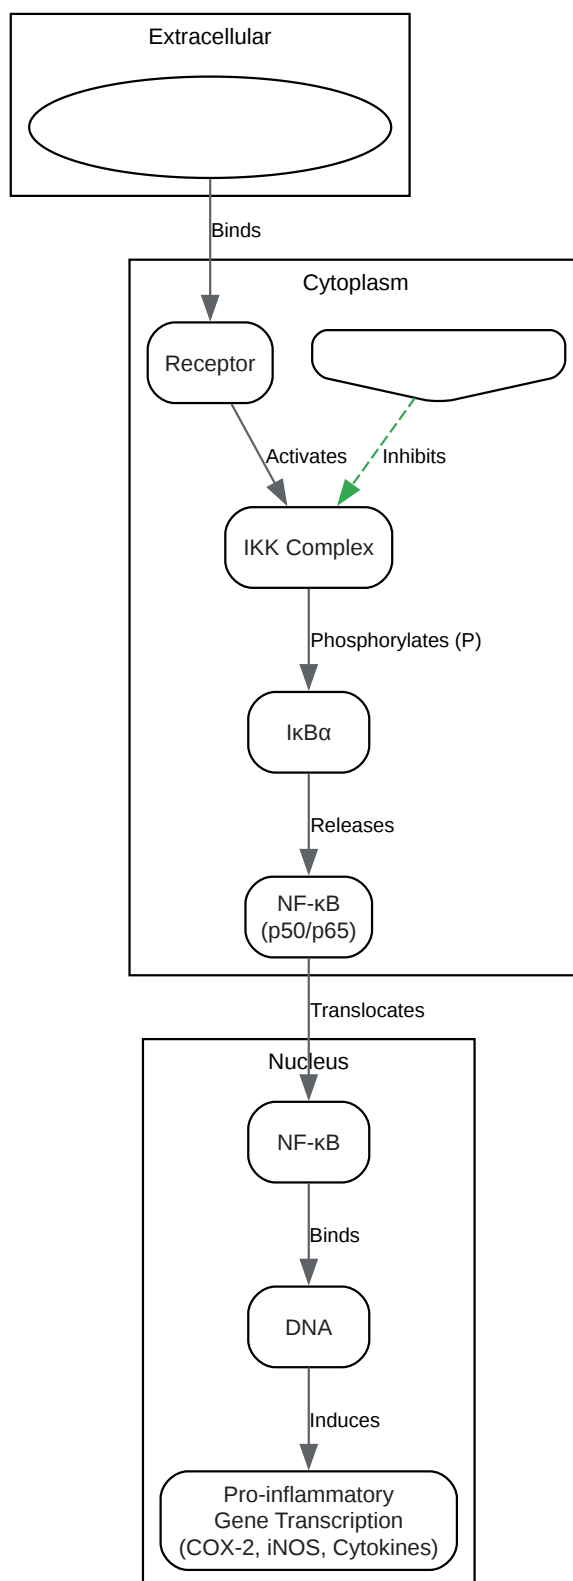 Extracellular
Binds
Cytoplasm
Receptor
Activates
Inhibits
IKK Complex
Phosphorylates (P)
IκBα
Releases
NF-κB
(p50/p65)
Translocates
Nucleus
NF-κB
Binds
DNA
Induces
Pro-inflammatory
Gene Transcription
(COX-2, iNOS, Cytokines)